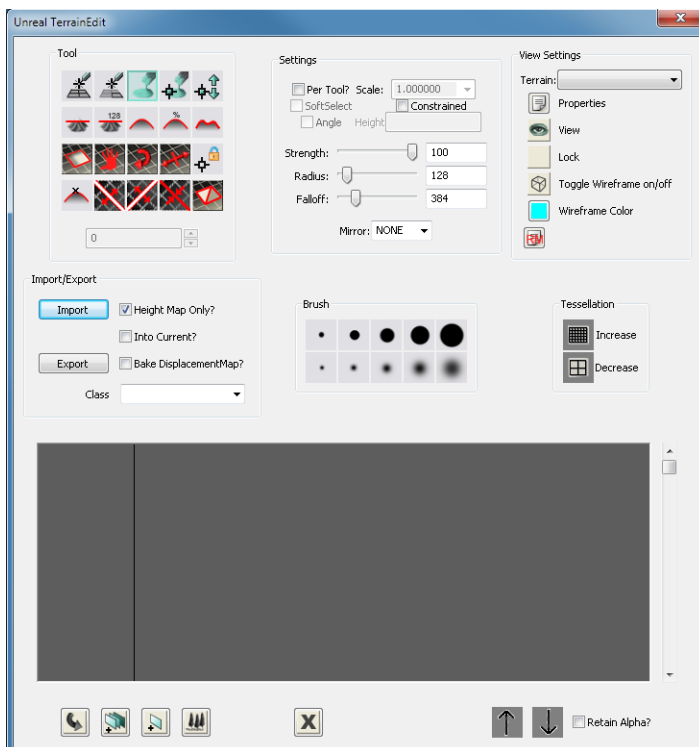 Unreal TerrainEdit
Tool
128
%
x
0
Settings
Per Tool? Scale: 1.000000
SoftSelect Constrained
Angle Height
Strength: 100
Radius: 128
Falloff: 384
Mirror: NONE
View Settings
Terrain:
Properties
View
Lock
Toggle Wireframe on/off
Wireframe Color
RM
Import/Export
Import Height Map Only?
Into Current?
Export Bake DisplacementMap?
Class
Brush
Tessellation
Increase
Decrease
X
Retain Alpha?